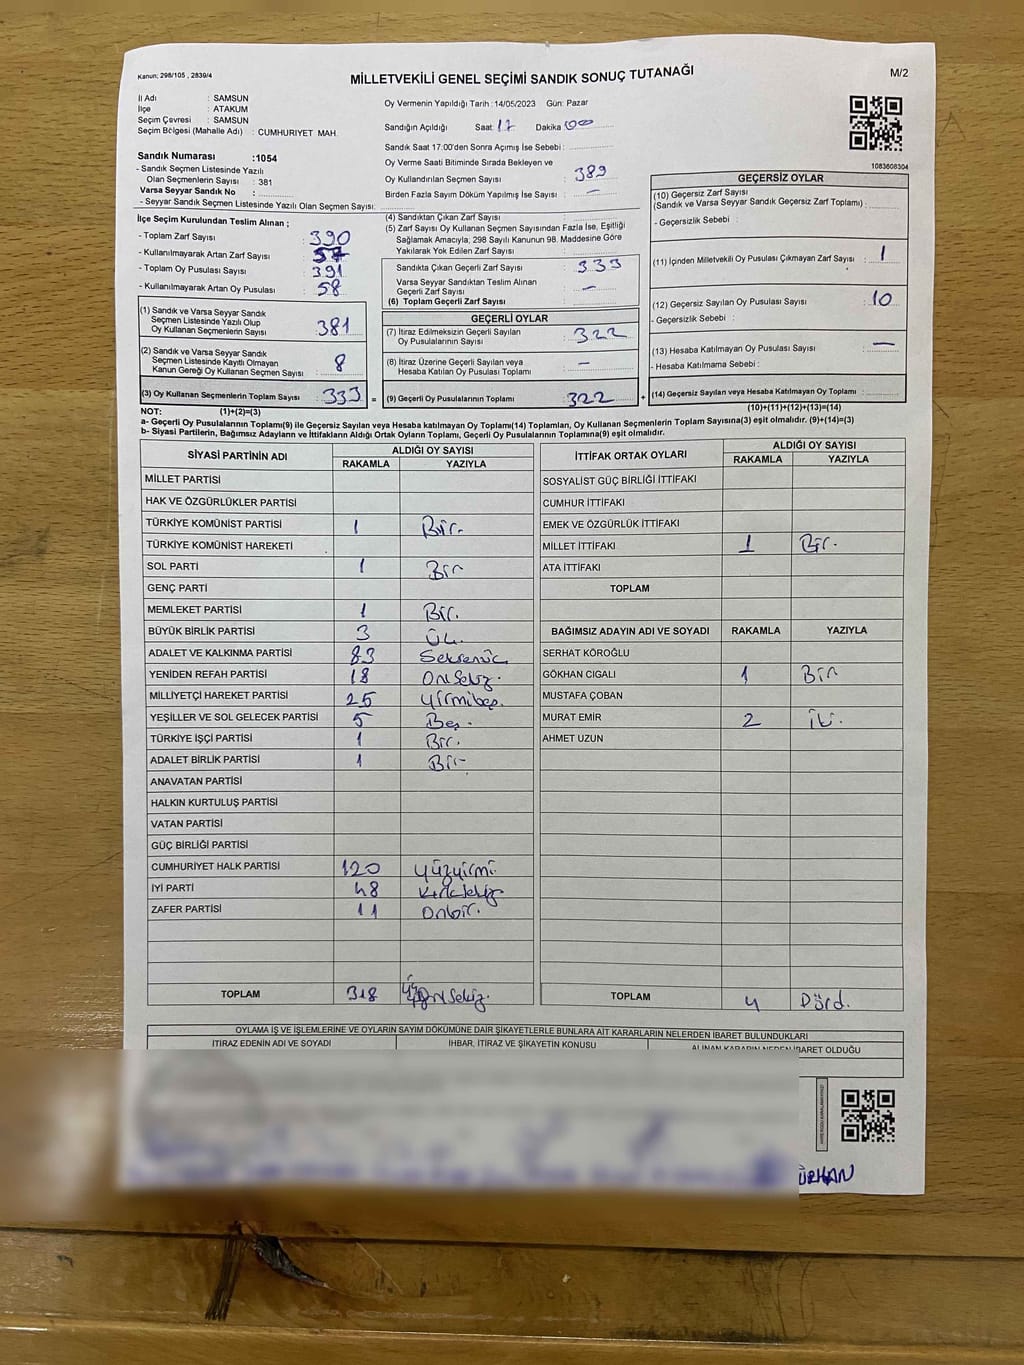 Kanun; 298/105 , 2839/4
MİLLETVEKİLİ GENEL SEÇİMİ SANDIK SONUÇ TUTANAĞI
M/2
İl Adı : SAMSUN
İlçe : ATAKUM
Seçim Çevresi : SAMSUN
Seçim Bölgesi (Mahalle Adı) : CUMHURIYET MAH.
Sandık Numarası :1054
- Sandık Seçmen Listesinde Yazılı
Olan Seçmenlerin Sayısı : 381
Varsa Seyyar Sandık No :
- Seyyar Sandık Seçmen Listesinde Yazılı Olan Seçmen Sayısı:
Oy Vermenin Yapıldığı Tarih :14/05/2023 Gün: Pazar
Sandığın Açıldığı Saat: 17 Dakika 00
Sandık Saat 17:00'den Sonra Açımış İse Sebebi :
Oy Verme Saati Bitiminde Sırada Bekleyen ve
Oy Kullandırılan Seçmen Sayısı : 389
Birden Fazla Sayım Döküm Yapılmış İse Sayısı : —
1083608304
İlçe Seçim Kurulundan Teslim Alınan ;
- Toplam Zarf Sayısı : 390
- Kullanılmayarak Artan Zarf Sayısı : 57
- Toplam Oy Pusulası Sayısı : 391
- Kullanılmayarak Artan Oy Pusulası : 58
(1) Sandık ve Varsa Seyyar Sandık
Seçmen Listesinde Yazılı Olup
Oy Kullanan Seçmenlerin Sayısı : 381
(2) Sandık ve Varsa Seyyar Sandık
Seçmen Listesinde Kayıtlı Olmayan
Kanun Gereği Oy Kullanan Seçmen Sayısı : 8
(3) Oy Kullanan Seçmenlerin Toplam Sayısı : 333 =
(4) Sandıktan Çıkan Zarf Sayısı :
(5) Zarf Sayısı Oy Kullanan Seçmen Sayısından Fazla İse, Eşitliği
Sağlamak Amacıyla; 298 Sayılı Kanunun 98. Maddesine Göre
Yakılarak Yok Edilen Zarf Sayısı :
Sandıkta Çıkan Geçerli Zarf Sayısı : 333
Varsa Seyyar Sandıktan Teslim Alınan
Geçerli Zarf Sayısı : —
(6) Toplam Geçerli Zarf Sayısı :
GEÇERLİ OYLAR
(7) İtiraz Edilmeksizin Geçerli Sayılan
Oy Pusulalarının Sayısı : 322
(8) İtiraz Üzerine Geçerli Sayılan veya
Hesaba Katılan Oy Pusulası Toplamı : —
(9) Geçerli Oy Pusulalarının Toplamı : 322 +
GEÇERSİZ OYLAR
(10) Geçersiz Zarf Sayısı
(Sandık ve Varsa Seyyar Sandık Geçersiz Zarf Toplamı) :
- Geçersizlik Sebebi :
(11) İçinden Milletvekili Oy Pusulası Çıkmayan Zarf Sayısı : 1
(12) Geçersiz Sayılan Oy Pusulası Sayısı : 10
- Geçersizlik Sebebi :
(13) Hesaba Katılmayan Oy Pusulası Sayısı : —
- Hesaba Katılmama Sebebi :
(14) Geçersiz Sayılan veya Hesaba Katılmayan Oy Toplamı :
NOT: (1)+(2)=(3) (10)+(11)+(12)+(13)=(14)
a- Geçerli Oy Pusulalarının Toplamı(9) ile Geçersiz Sayılan veya Hesaba katılmayan Oy Toplamı(14) Toplamları, Oy Kullanan Seçmenlerin Toplam Sayısına(3) eşit olmalıdır. (9)+(14)=(3)
b- Siyasi Partilerin, Bağımsız Adayların ve İttifakların Aldığı Ortak Oyların Toplamı, Geçerli Oy Pusulalarının Toplamına(9) eşit olmalıdır.
SİYASİ PARTİNİN ADI ALDIĞI OY SAYISI
RAKAMLA YAZIYLA
MİLLET PARTİSİ
HAK VE ÖZGÜRLÜKLER PARTİSİ
TÜRKİYE KOMÜNİST PARTİSİ 1 Bir.
TÜRKİYE KOMÜNİST HAREKETİ
SOL PARTİ 1 Bir
GENÇ PARTİ
MEMLEKET PARTİSİ 1 Bir.
BÜYÜK BİRLİK PARTİSİ 3 Üç.
ADALET VE KALKINMA PARTİSİ 83 Seksenüç
YENİDEN REFAH PARTİSİ 18 Onsekiz.
MİLLİYETÇİ HAREKET PARTİSİ 25 Yirmibeş.
YEŞİLLER VE SOL GELECEK PARTİSİ 5 Beş.
TÜRKİYE İŞÇİ PARTİSİ 1 Bir.
ADALET BİRLİK PARTİSİ 1 Bir
ANAVATAN PARTİSİ
HALKIN KURTULUŞ PARTİSİ
VATAN PARTİSİ
GÜÇ BİRLİĞİ PARTİSİ
CUMHURİYET HALK PARTİSİ 120 Yüzyirmi
İYİ PARTİ 48 Kırksekiz
ZAFER PARTİSİ 11 Onbir.
TOPLAM 318 Üçyüzonsekiz.
İTTİFAK ORTAK OYLARI ALDIĞI OY SAYISI
RAKAMLA YAZIYLA
SOSYALİST GÜÇ BİRLİĞİ İTTİFAKI
CUMHUR İTTİFAKI
EMEK VE ÖZGÜRLÜK İTTİFAKI
MİLLET İTTİFAKI 1 Bir.
ATA İTTİFAKI
TOPLAM
BAĞIMSIZ ADAYIN ADI VE SOYADI RAKAMLA YAZIYLA
SERHAT KÖROĞLU
GÖKHAN CIGALI 1 Bir
MUSTAFA ÇOBAN
MURAT EMİR 2 İki.
AHMET UZUN
TOPLAM 4 Dörd.
OYLAMA İŞ VE İŞLEMLERİNE VE OYLARIN SAYIM DÖKÜMÜNE DAİR ŞİKAYETLERLE BUNLARA AİT KARARLARIN NELERDEN İBARET BULUNDUKLARI
İTİRAZ EDENİN ADI VE SOYADI İHBAR, İTİRAZ VE ŞİKAYETİN KONUSU ALINAN KARARIN NEDEN İBARET OLDUĞU
ÜRHAN